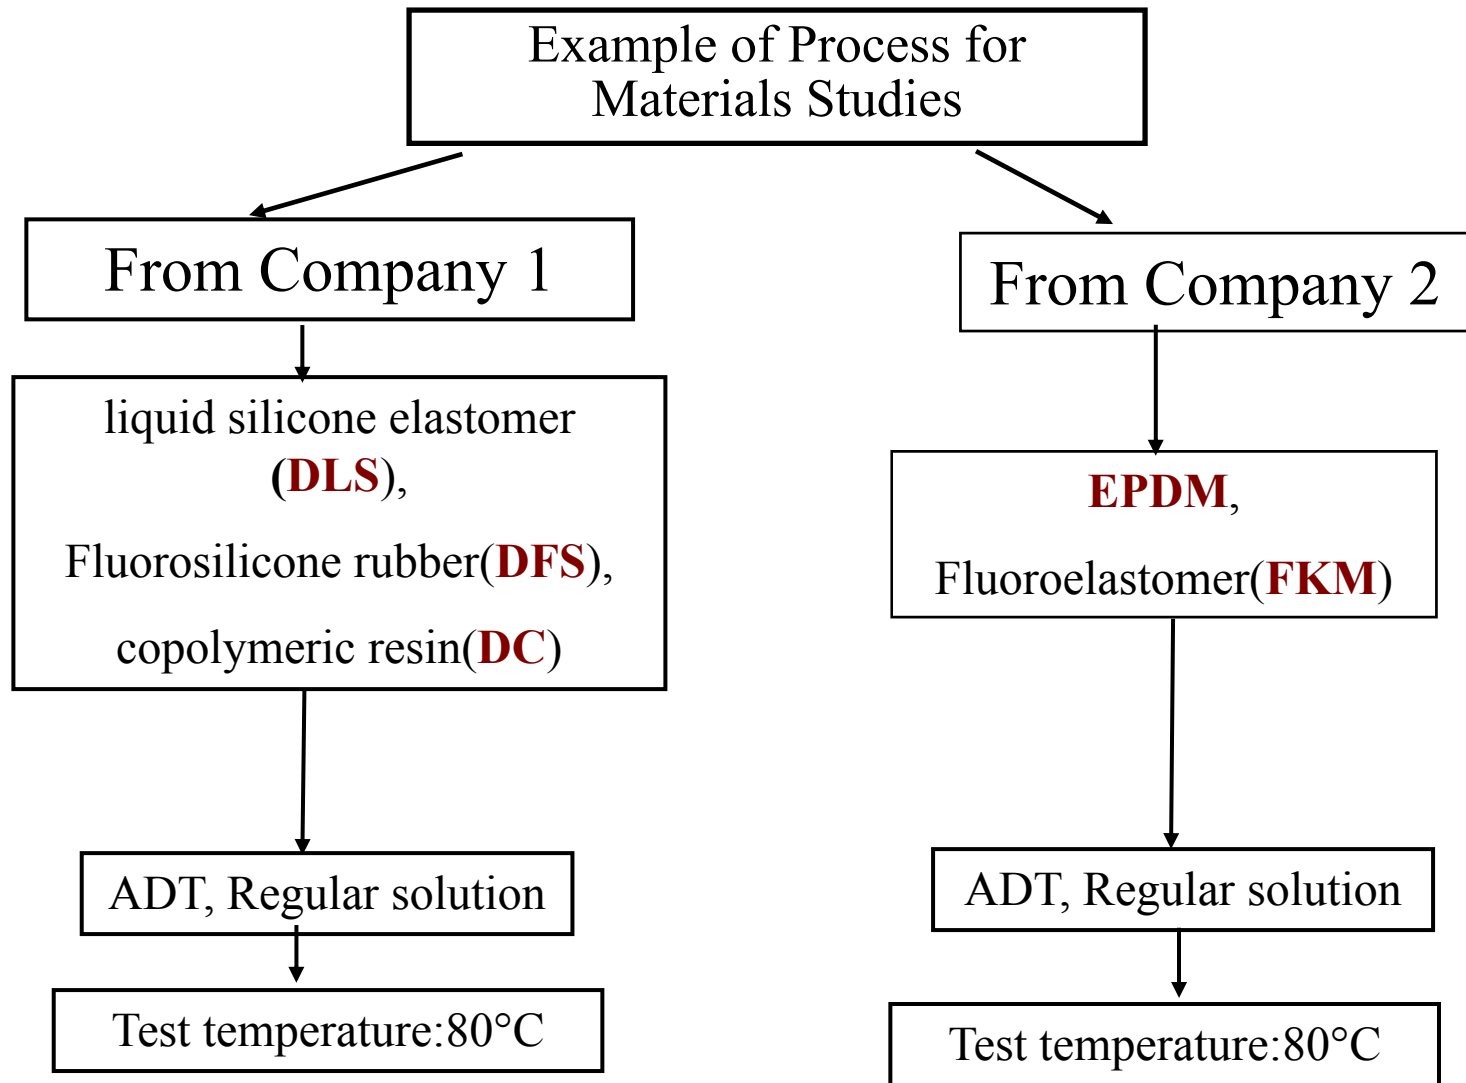 Example of Process for
Materials Studies
From Company 1
From Company 2
liquid silicone elastomer
(DLS),
Fluorosilicone rubber(DFS),
copolymeric resin(DC)
EPDM,
Fluoroelastomer(FKM)
ADT, Regular solution
ADT, Regular solution
Test temperature:80°C
Test temperature:80°C